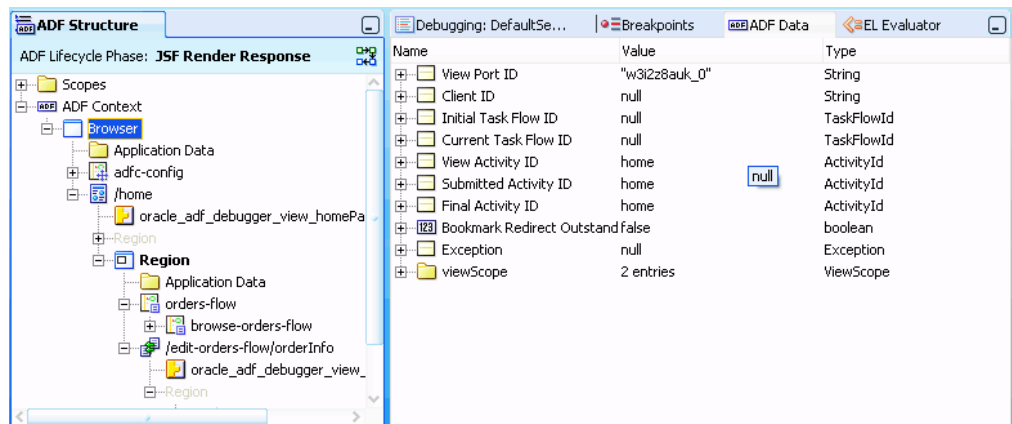 ADF Structure
ADF Lifecycle Phase: JSF Render Response
Scopes
ADF ADF Context
Browser
Application Data
adfc-config
/home
oracle_adf_debugger_view_homePa
Region
Region
Application Data
orders-flow
browse-orders-flow
/edit-orders-flow/orderInfo
oracle_adf_debugger_view_
Region
Debugging: DefaultSe... Breakpoints ADF ADF Data EL Evaluator
Name Value Type
View Port ID "w3i2z8auk_0" String
Client ID null String
Initial Task Flow ID null TaskFlowId
Current Task Flow ID null TaskFlowId
View Activity ID home ActivityId
Submitted Activity ID home ActivityId
null
Final Activity ID home ActivityId
123 Bookmark Redirect Outstand false boolean
Exception null Exception
viewScope 2 entries ViewScope